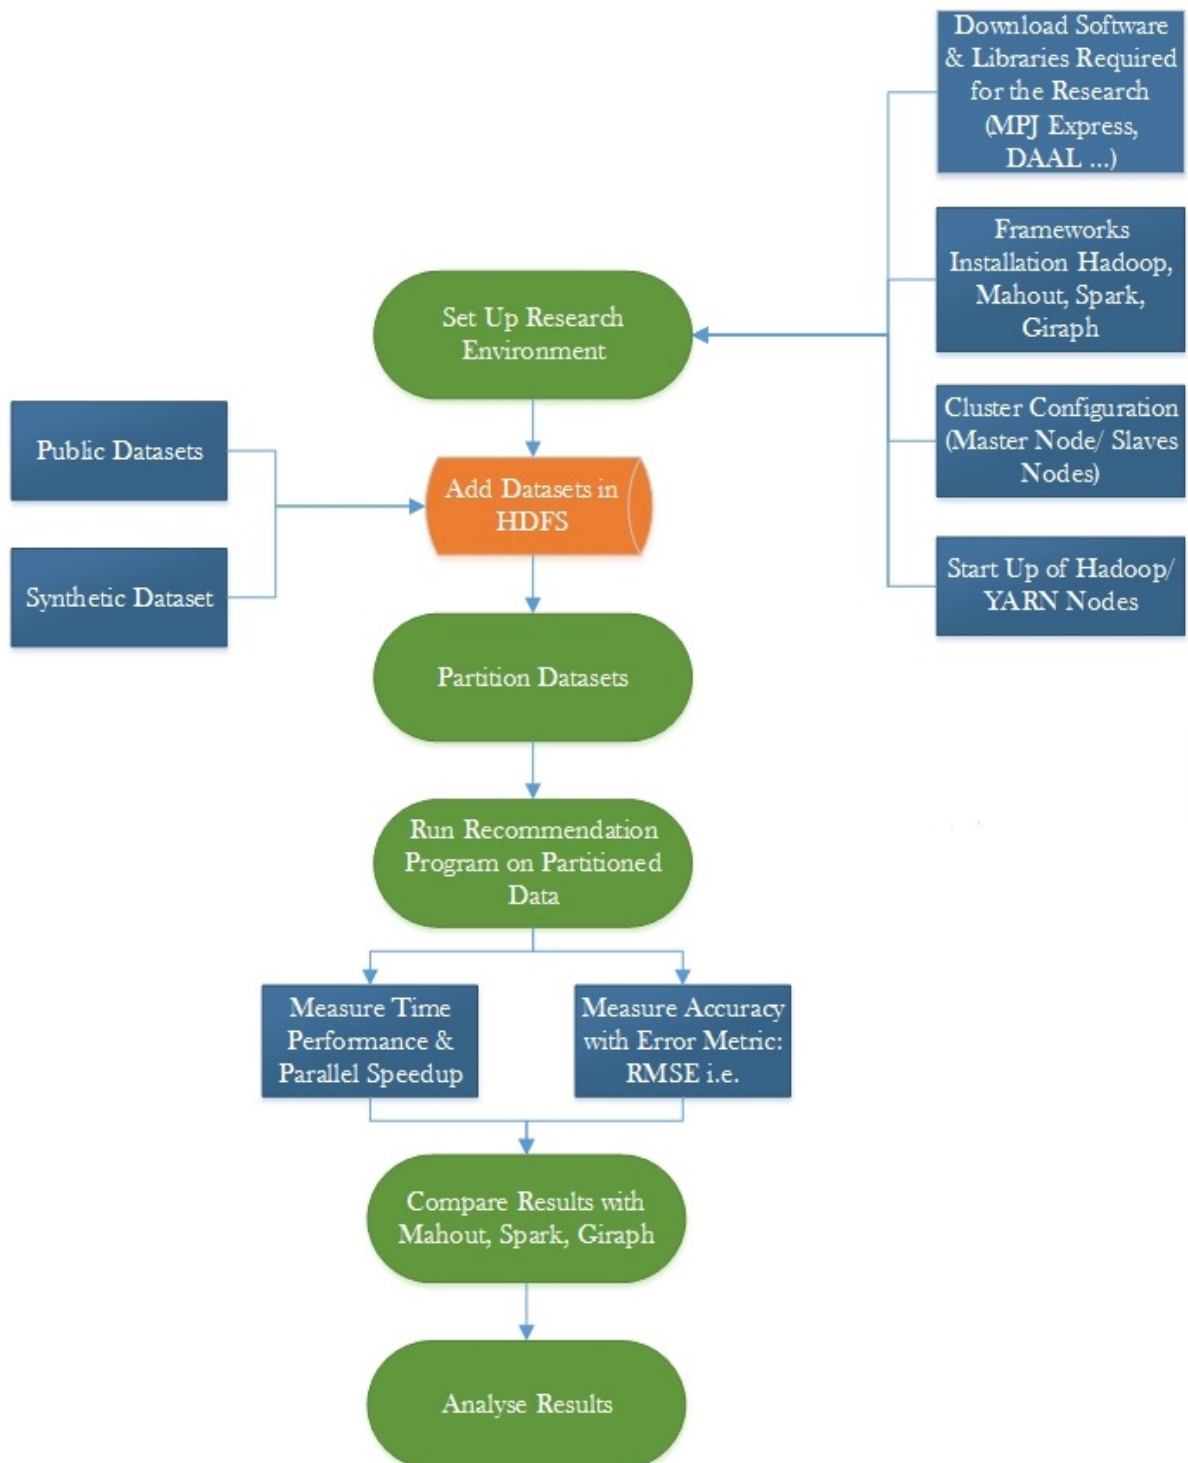 Download Software
& Libraries Required
for the Research
(MPJ Express,
DAAL ...)
Frameworks
Installation Hadoop,
Mahout, Spark,
Giraph
Set Up Research
Environment
Cluster Configuration
(Master Node/ Slaves
Nodes)
Public Datasets
Add Datasets in
HDFS
Start Up of Hadoop/
YARN Nodes
Synthetic Dataset
Partition Datasets
Run Recommendation
Program on Partitioned
Data
Measure Time
Performance &
Parallel Speedup
Measure Accuracy
with Error Metric:
RMSE i.e.
Compare Results with
Mahout, Spark, Giraph
Analyse Results